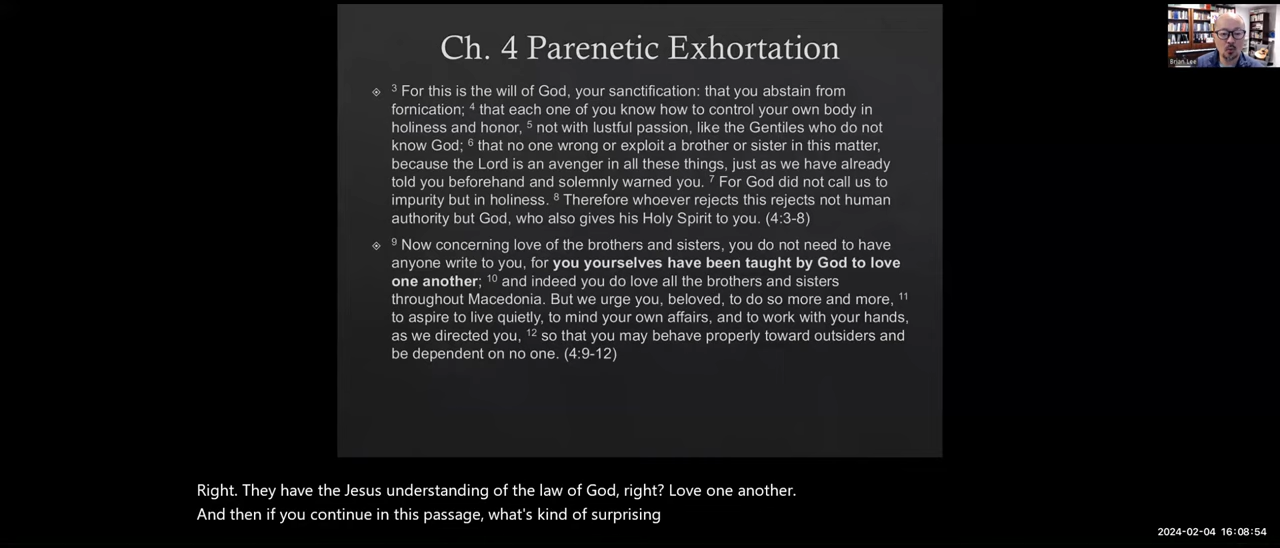 Ch. 4 Parenetic Exhortation
3 For this is the will of God, your sanctification: that you abstain from
fornication; 4 that each one of you know how to control your own body in
holiness and honor, 5 not with lustful passion, like the Gentiles who do not
know God; 6 that no one wrong or exploit a brother or sister in this matter,
because the Lord is an avenger in all these things, just as we have already
told you beforehand and solemnly warned you. 7 For God did not call us to
impurity but in holiness. 8 Therefore whoever rejects this rejects not human
authority but God, who also gives his Holy Spirit to you. (4:3-8)
9 Now concerning love of the brothers and sisters, you do not need to have
anyone write to you, for you yourselves have been taught by God to love
one another; 10 and indeed you do love all the brothers and sisters
throughout Macedonia. But we urge you, beloved, to do so more and more, 11
to aspire to live quietly, to mind your own affairs, and to work with your hands,
as we directed you, 12 so that you may behave properly toward outsiders and
be dependent on no one. (4:9-12)
Brian Lee
Right. They have the Jesus understanding of the law of God, right? Love one another.
And then if you continue in this passage, what's kind of surprising
2024-02-04 16:08:54